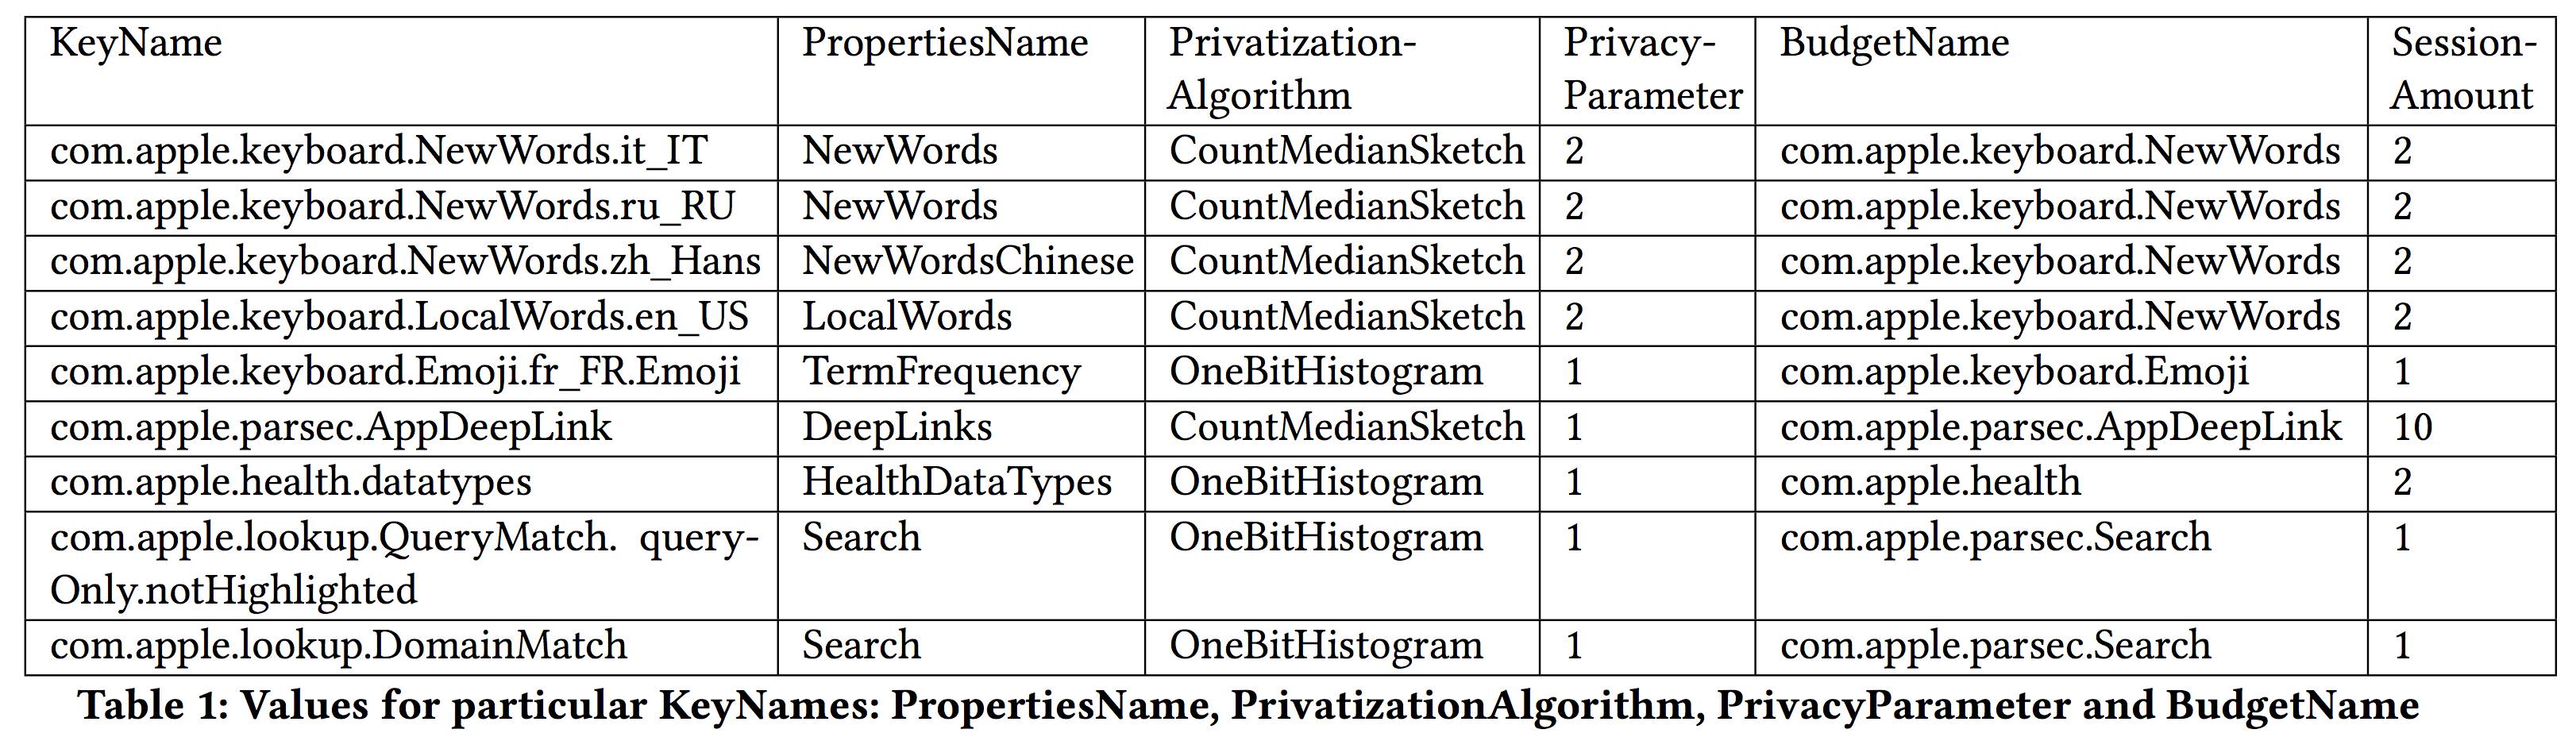 KeyName PropertiesName Privatization- Privacy- BudgetName Session-
Algorithm Parameter Amount
com.apple.keyboard.NewWords.it_IT NewWords CountMedianSketch 2 com.apple.keyboard.NewWords 2
com.apple.keyboard.NewWords.ru_RU NewWords CountMedianSketch 2 com.apple.keyboard.NewWords 2
com.apple.keyboard.NewWords.zh_Hans NewWordsChinese CountMedianSketch 2 com.apple.keyboard.NewWords 2
com.apple.keyboard.LocalWords.en_US LocalWords CountMedianSketch 2 com.apple.keyboard.NewWords 2
com.apple.keyboard.Emoji.fr_FR.Emoji TermFrequency OneBitHistogram 1 com.apple.keyboard.Emoji 1
com.apple.parsec.AppDeepLink DeepLinks CountMedianSketch 1 com.apple.parsec.AppDeepLink 10
com.apple.health.datatypes HealthDataTypes OneBitHistogram 1 com.apple.health 2
com.apple.lookup.QueryMatch. query- Search OneBitHistogram 1 com.apple.parsec.Search 1
Only.notHighlighted
com.apple.lookup.DomainMatch Search OneBitHistogram 1 com.apple.parsec.Search 1
Table 1: Values for particular KeyNames: PropertiesName, PrivatizationAlgorithm, PrivacyParameter and BudgetName